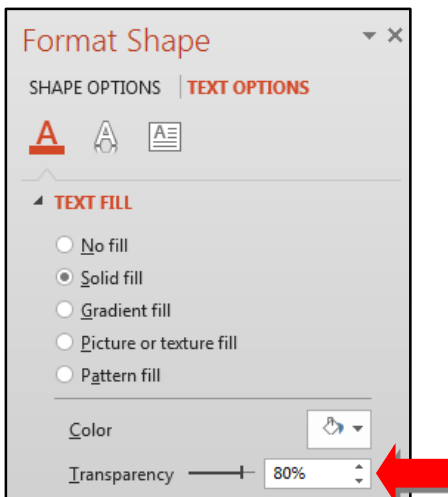 Format Shape
SHAPE OPTIONS TEXT OPTIONS
TEXT FILL
No fill
Solid fill
Gradient fill
Picture or texture fill
Pattern fill
Color
Transparency 80%